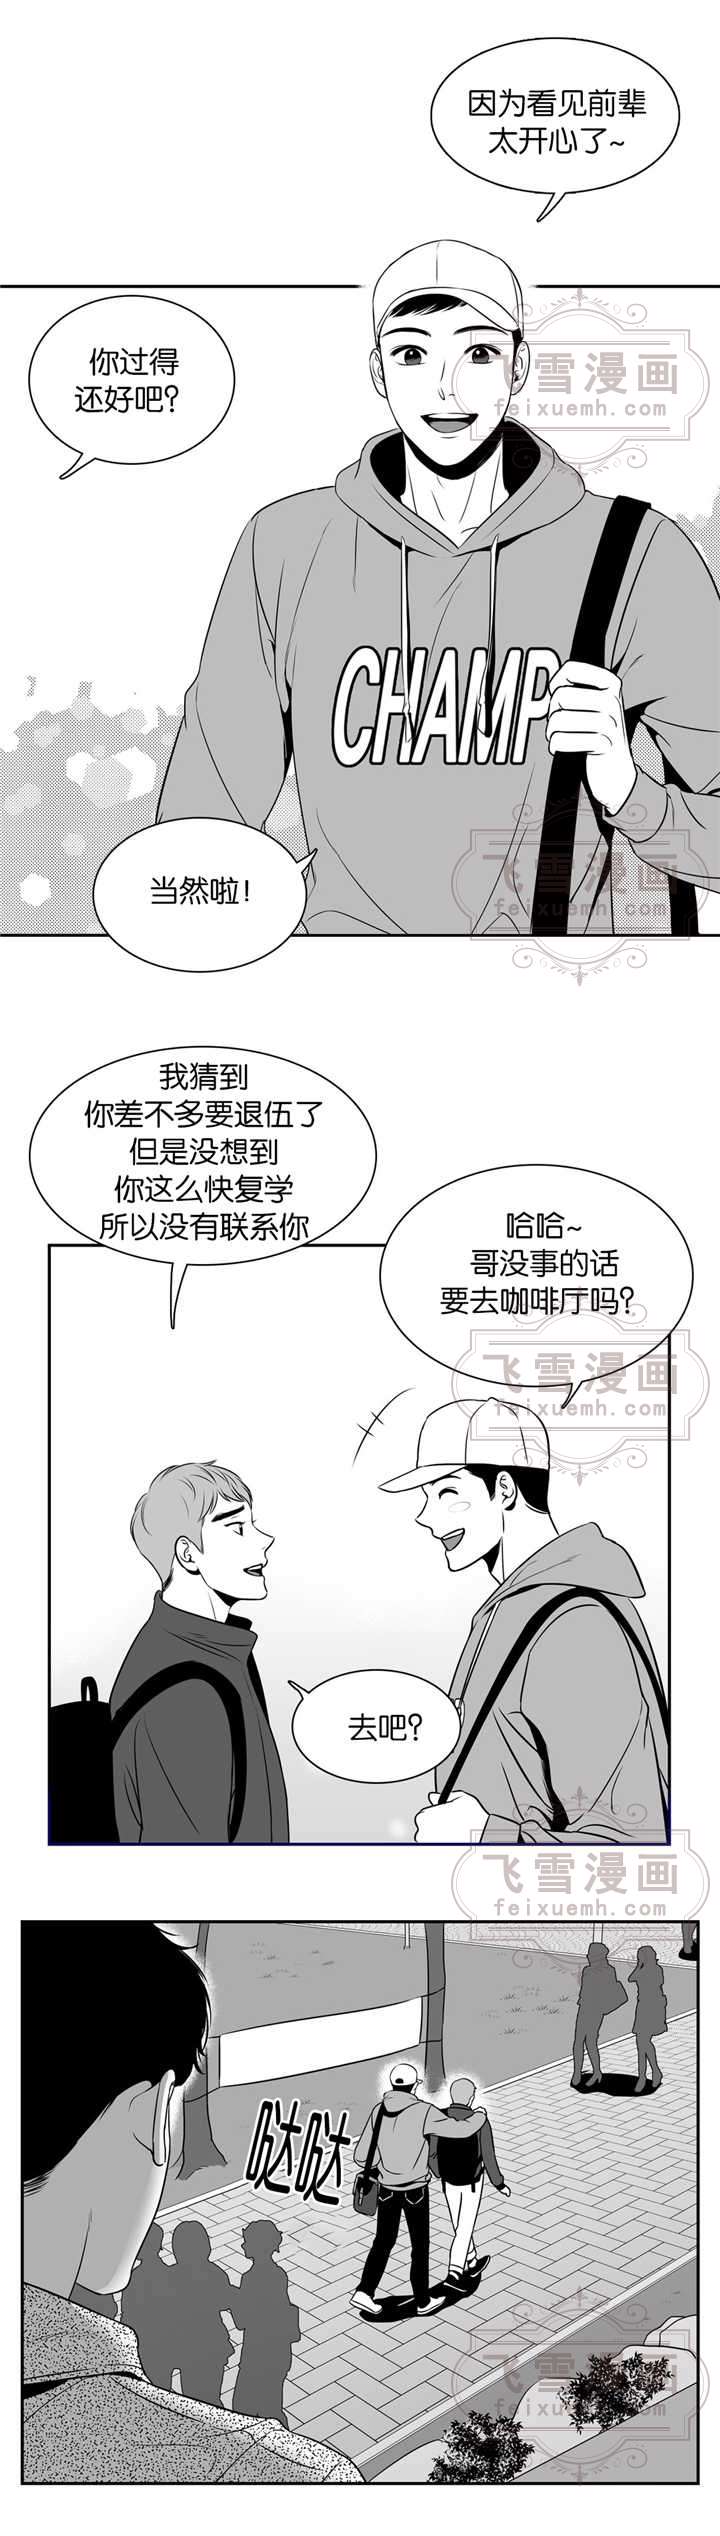 因为看见前辈
太开心了~
你过得
还好吧?
飞雪漫画
feixuemh.com
CHAMP
当然啦!
飞雪漫画
feixuemh.com
我猜到
你差不多要退伍了
但是没想到
你这么快复学
所以没有联系你
哈哈~
哥没事的话
要去咖啡厅吗?
飞雪漫画
feixuemh.com
去吧?
飞雪漫画
feixuemh.com
哒哒
飞雪漫画
feixuemh.com